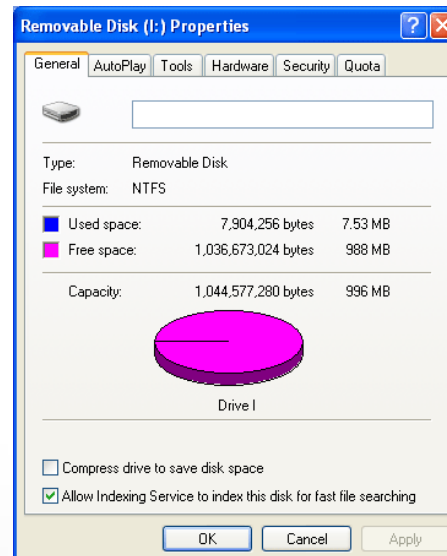 Removable Disk (I:) Properties
General AutoPlay Tools Hardware Security Quota
Type: Removable Disk
File system: NTFS
Used space: 7,904,256 bytes 7.53 MB
Free space: 1,036,673,024 bytes 988 MB
Capacity: 1,044,577,280 bytes 996 MB
Drive I
Compress drive to save disk space
Allow Indexing Service to index this disk for fast file searching
OK Cancel Apply